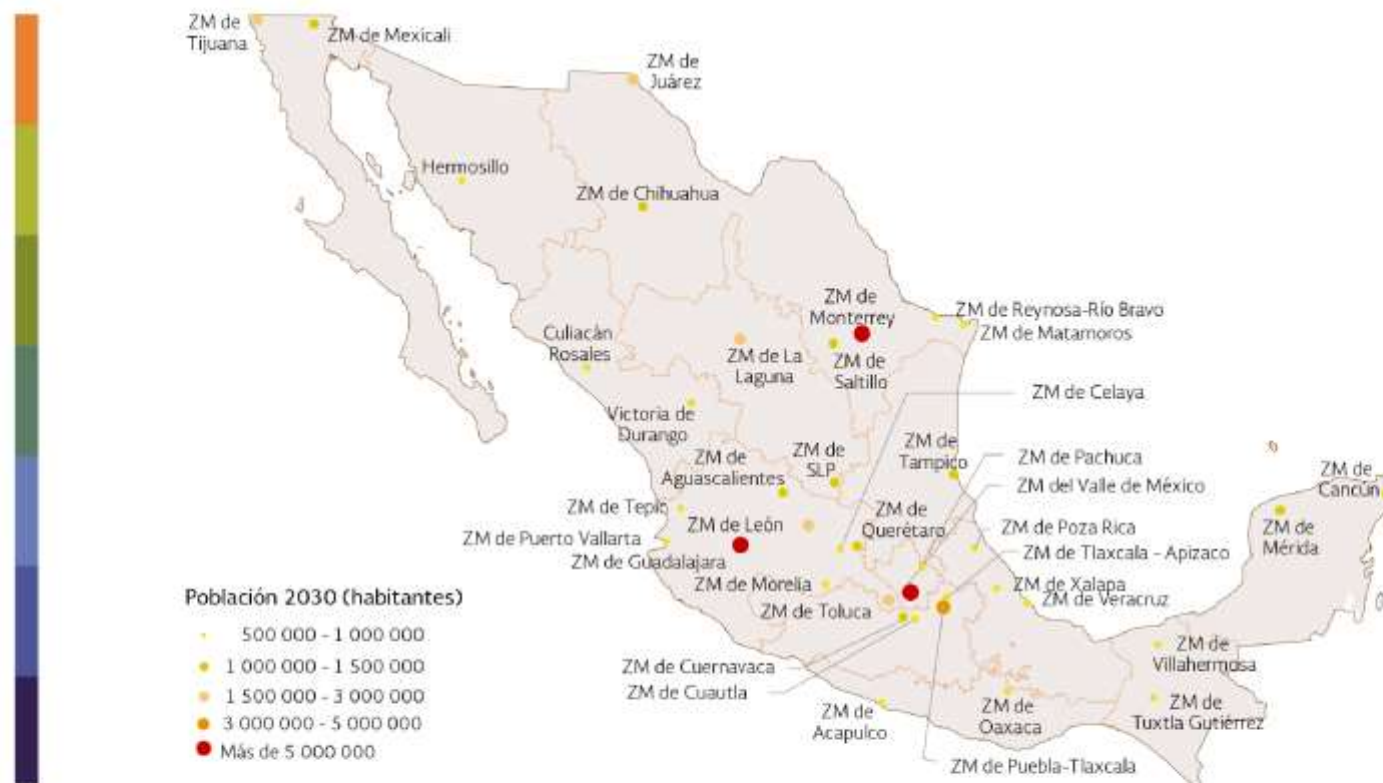 ZM de
Tijuana
ZM de Mexicali
ZM de
Juárez
Hermosillo
ZM de Chihuahua
ZM de
Monterrey
ZM de Reynosa-Río Bravo
ZM de Matamoros
Culiacán
Rosales
ZM de La
Laguna
ZM de
Saltillo
ZM de Celaya
Victoria de
Durango
ZM de
Aguascalientes
ZM de
SLP
ZM de
Tampico
ZM de Pachuca
ZM del Valle de México
ZM de
Cancún
ZM de Tepic
ZM de León
ZM de
Querétaro
ZM de Poza Rica
ZM de
Mérida
ZM de Puerto Vallarta
ZM de Guadalajara
ZM de Tlaxcala - Apizaco
ZM de Morelia
ZM de Xalapa
ZM de Veracruz
ZM de Toluca
ZM de Cuernavaca
ZM de Cuautla
ZM de
Villahermosa
ZM de
Acapulco
ZM de
Oaxaca
ZM de
Tuxtla Gutiérrez
ZM de Puebla-Tlaxcala
Población 2030 (habitantes)
500 000 - 1 000 000
1 000 000 - 1 500 000
1 500 000 - 3 000 000
3 000 000 - 5 000 000
Más de 5 000 000